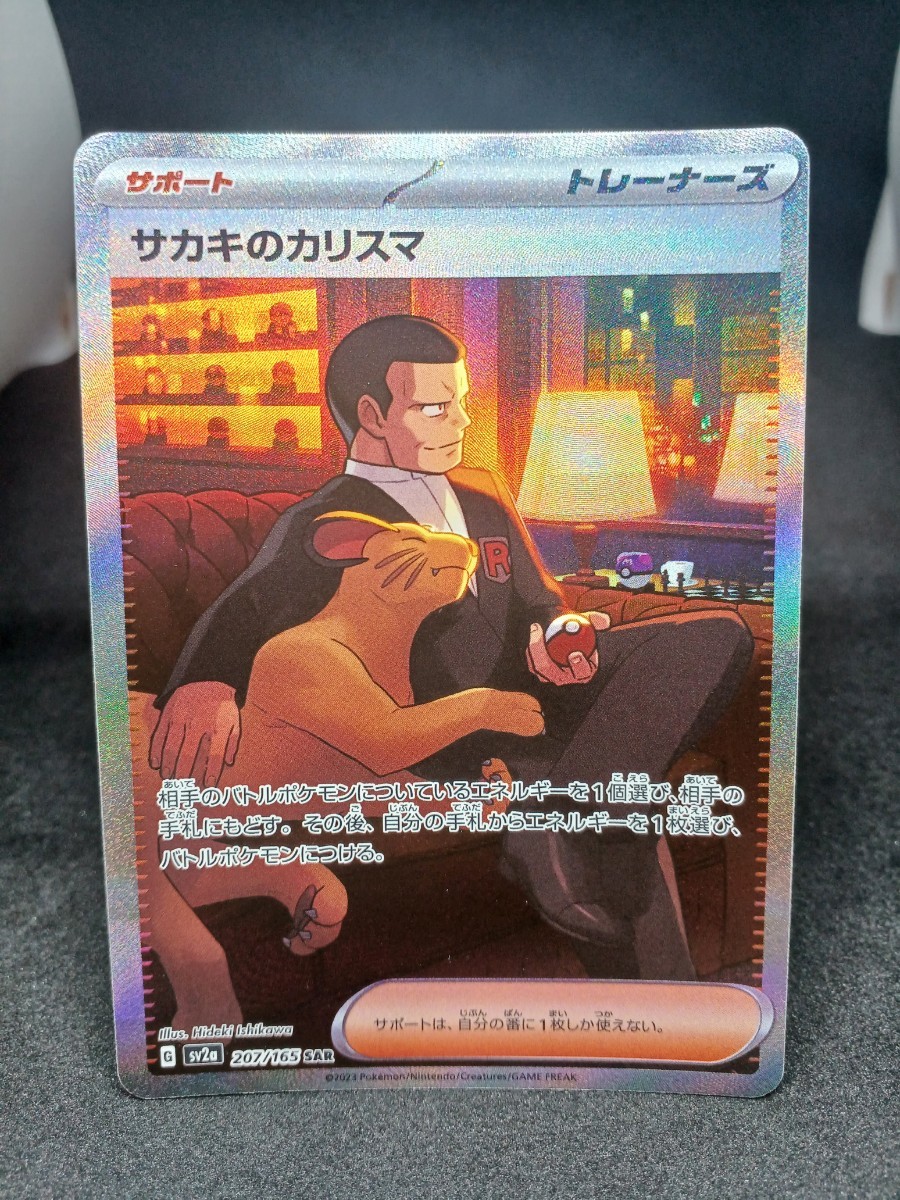 サポート
トレーナーズ
サカキのカリスマ
R
相手のバトルポケモンについているエネルギーを1個選び、相手の
手札にもどす。その後、自分の手札からエネルギーを1枚選び、
バトルポケモンにつける。
サポートは、自分の番に1枚しか使えない。
Illus. Hideki Ishikawa
G sv2a 207/165 SAR
©2023 Pokémon/Nintendo/Creatures/GAME FREAK